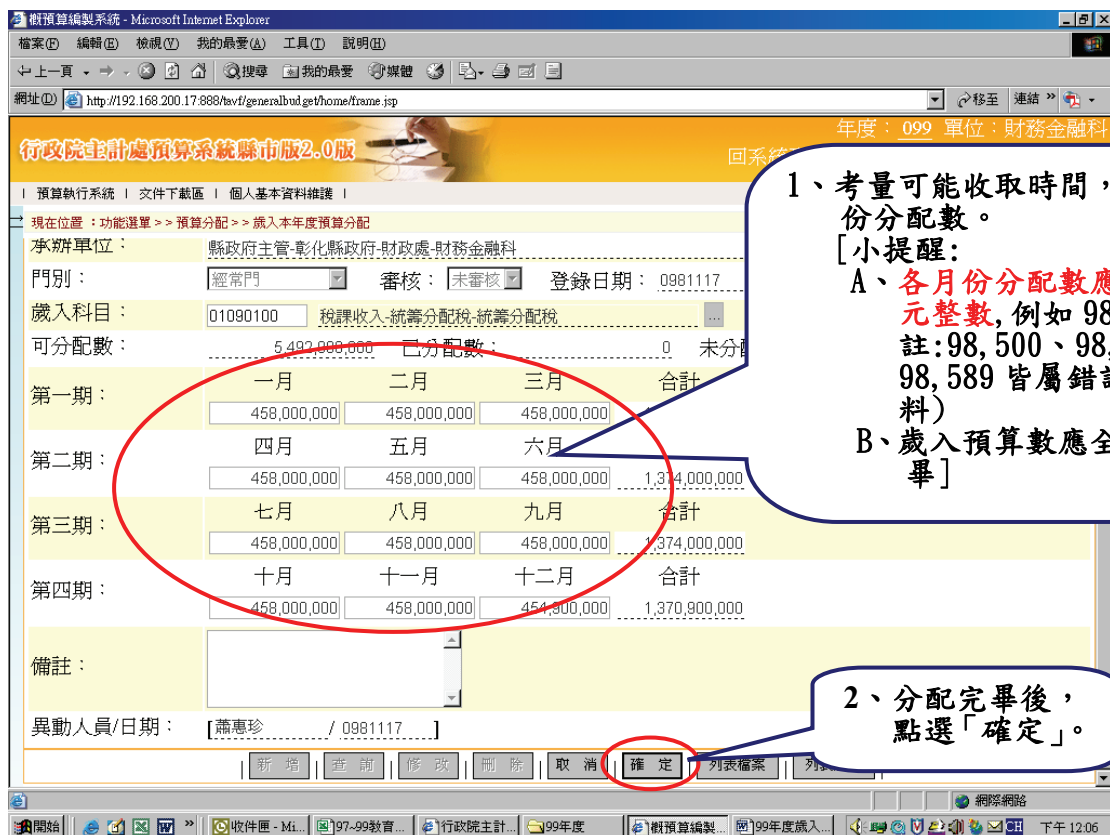 概預算編製系統 - Microsoft Internet Explorer
檔案(F) 編輯(E) 檢視(V) 我的最愛(A) 工具(T) 說明(H)
上一頁 搜尋 我的最愛 媒體
網址(D) http://192.168.200.17:888/tavf/generalbudget/home/frame.jsp 移至 連結 »
年度：099 單位：財務金融科
行政院主計處預算系統縣市版2.0版
回系統
| 預算執行系統 | 文件下載區 | 個人基本資料維護 |
現在位置：功能選單>>預算分配>>歲入本年度預算分配
承辦單位： 縣政府主管-彰化縣政府-財政處-財務金融科
門別： 經常門 審核： 未審核 登錄日期： 0981117
歲入科目： 01090100 稅課收入-統籌分配稅-統籌分配稅 ...
可分配數： 已分配數： 0 未分
第一期： 一月 二月 三月 合計
458,000,000 458,000,000 458,000,000
第二期： 四月 五月 六月
458,000,000 458,000,000 458,000,000 1,374,000,000
第三期： 七月 八月 九月 合計
458,000,000 458,000,000 458,000,000 1,374,000,000
第四期： 十月 十一月 十二月 合計
458,000,000 458,000,000 454,900,000 1,370,900,000
備註：
異動人員/日期： [蕭惠珍 / 0981117 ]
| 新 增 | 查 詢 | 修 改 | 刪 除 | 取 消 | 確 定 | 列表檔案 |
1、考量可能收取時間，
份分配數。
[小提醒:
A、各月份分配數應
元整數,例如 98
註:98,500、98,
98,589 皆屬錯
料)
B、歲入預算數應全
畢]
2、分配完畢後，
點選「確定」。
網際網路
開始 » 收件匣 - Mi... 97~99教育... 行政院主計... 99年度 概預算編製... 99年度歲入... CH 下午 12:06